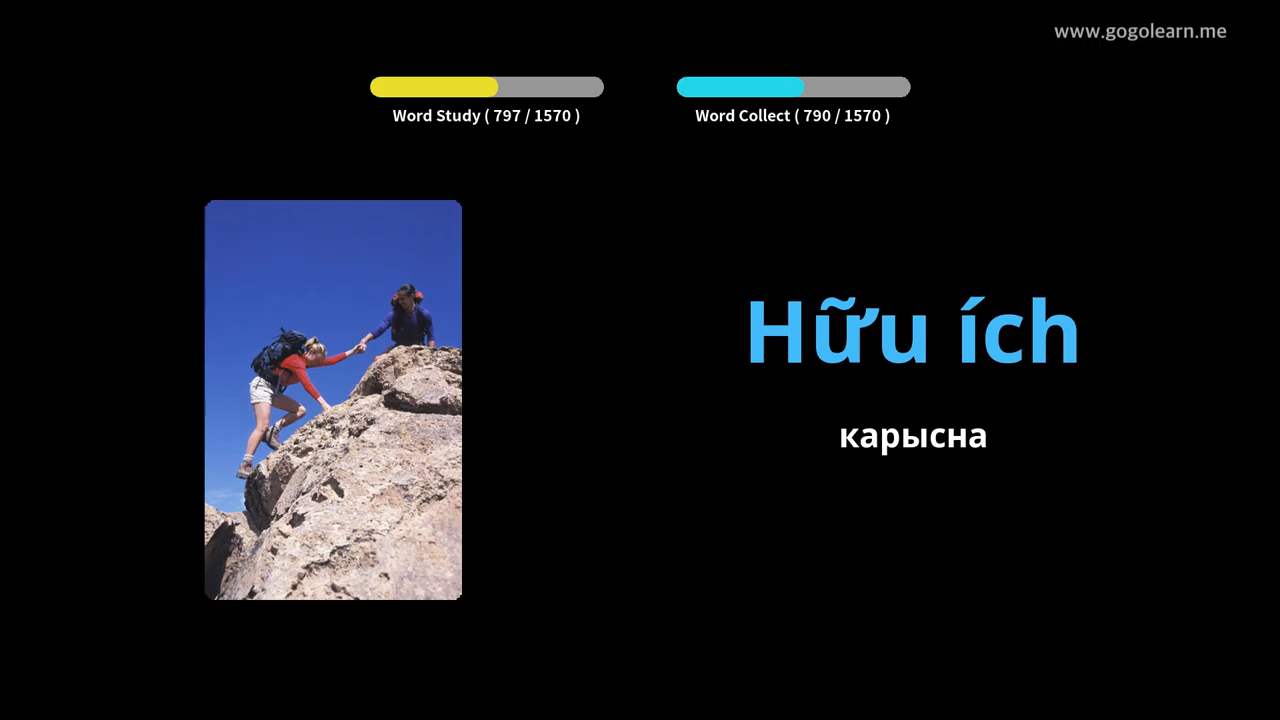 www.gogolearn.me
Word Study ( 797 / 1570 )
Word Collect ( 790 / 1570 )
Hữu ích
карысна